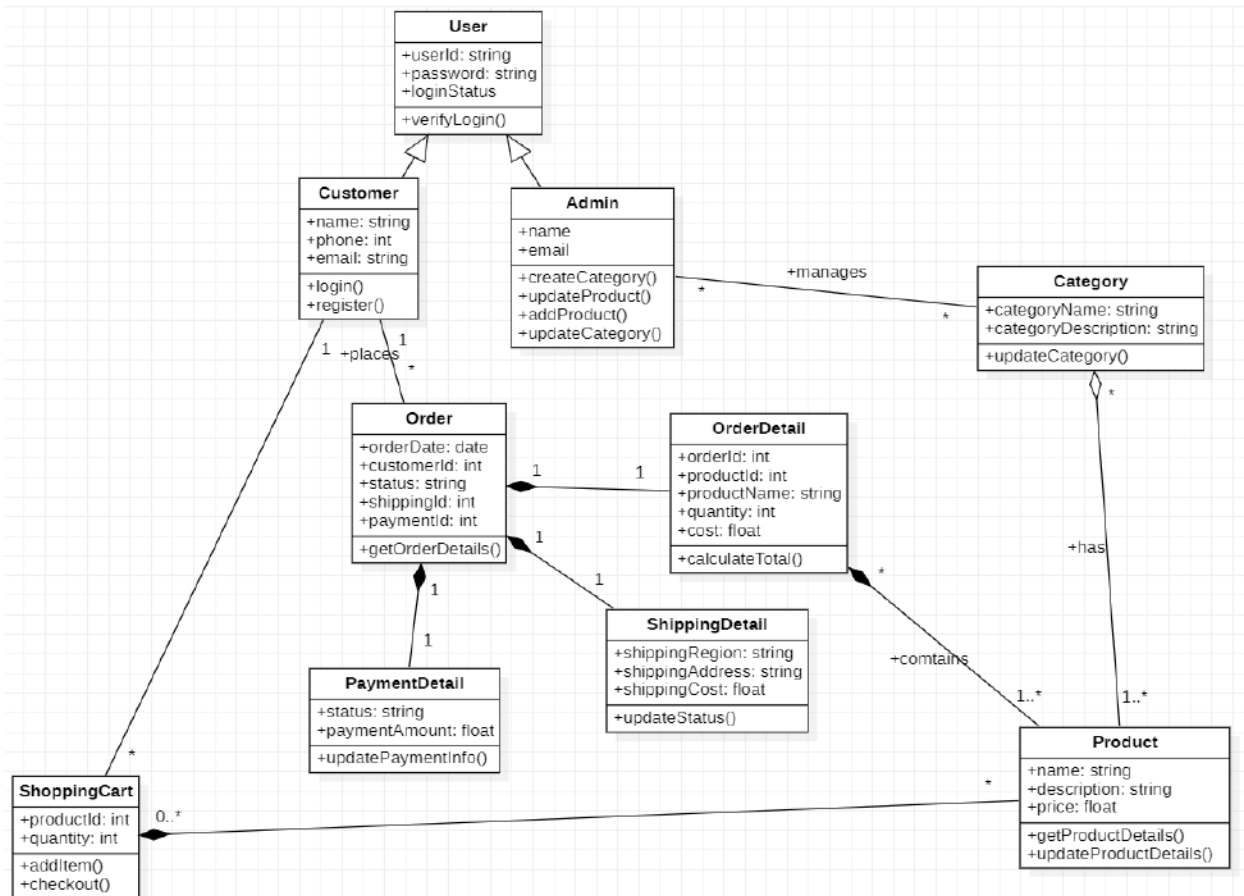 User
+userId: string
+password: string
+loginStatus
+verifyLogin()
Customer
+name: string
+phone: int
+email: string
+login()
+register()
Admin
+name
+email
+createCategory()
+updateProduct()
+addProduct()
+updateCategory()
+manages
*
*
Category
+categoryName: string
+categoryDescription: string
+updateCategory()
1
+places
1
*
*
Order
+orderDate: date
+customerId: int
+status: string
+shippingId: int
+paymentId: int
+getOrderDetails()
1
1
OrderDetail
+orderId: int
+productId: int
+productName: string
+quantity: int
+cost: float
+calculateTotal()
+has
1
1
1
1
*
ShippingDetail
+shippingRegion: string
+shippingAddress: string
+shippingCost: float
+updateStatus()
+comtains
1..*
1..*
PaymentDetail
+status: string
+paymentAmount: float
+updatePaymentInfo()
*
ShoppingCart
+productId: int
+quantity: int
+addItem()
+checkout()
0..*
*
Product
+name: string
+description: string
+price: float
+getProductDetails()
+updateProductDetails()